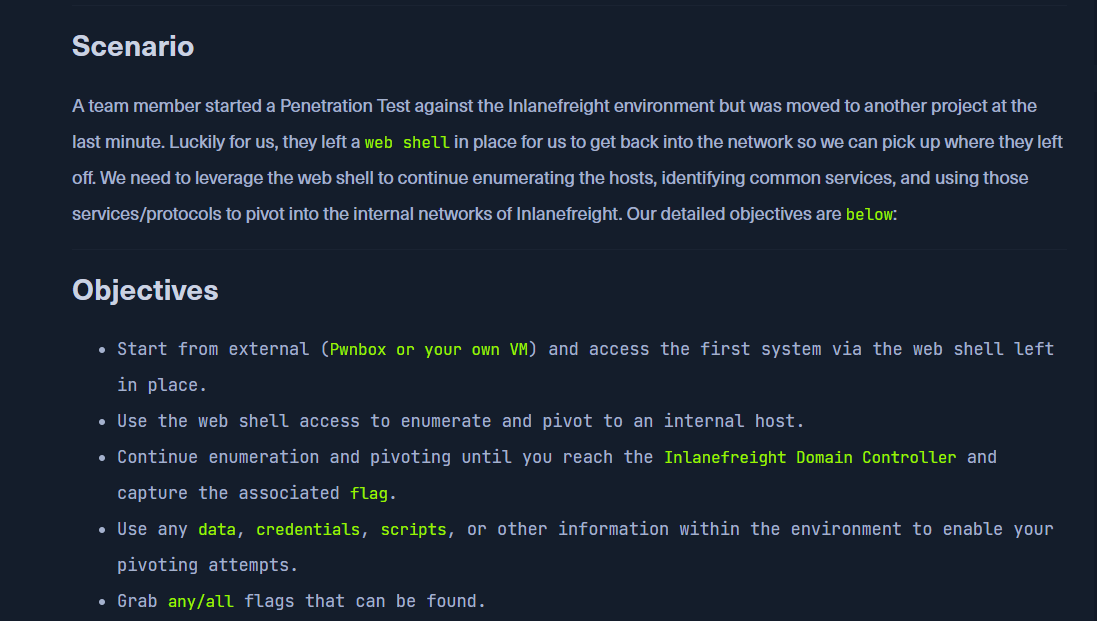 Scenario
A team member started a Penetration Test against the Inlanefreight environment but was moved to another project at the
last minute. Luckily for us, they left a web shell in place for us to get back into the network so we can pick up where they left
off. We need to leverage the web shell to continue enumerating the hosts, identifying common services, and using those
services/protocols to pivot into the internal networks of Inlanefreight. Our detailed objectives are below:
Objectives
• Start from external (Pwnbox or your own VM) and access the first system via the web shell left
in place.
• Use the web shell access to enumerate and pivot to an internal host.
• Continue enumeration and pivoting until you reach the Inlanefreight Domain Controller and
capture the associated flag.
• Use any data, credentials, scripts, or other information within the environment to enable your
pivoting attempts.
• Grab any/all flags that can be found.